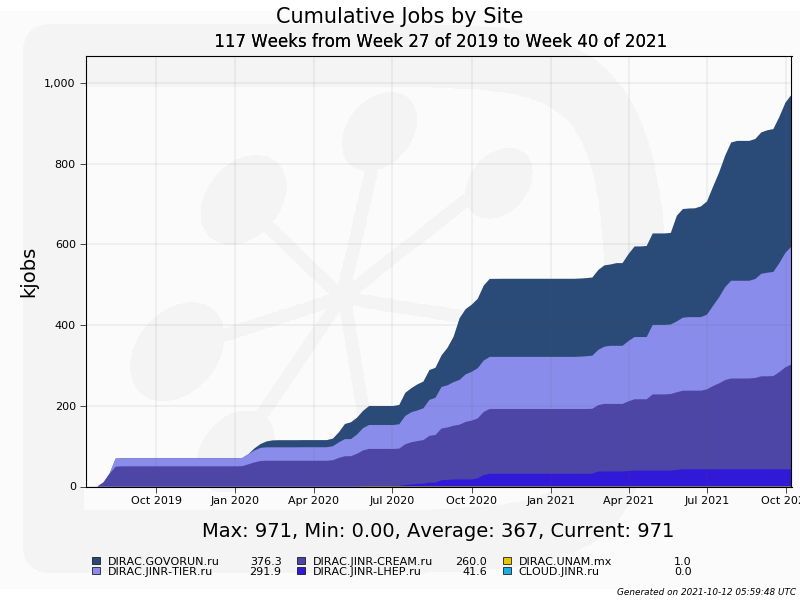 Cumulative Jobs by Site
117 Weeks from Week 27 of 2019 to Week 40 of 2021
1,000
800
600
400
200
0
kjobs
Oct 2019 Jan 2020 Apr 2020 Jul 2020 Oct 2020 Jan 2021 Apr 2021 Jul 2021 Oct 202
Max: 971, Min: 0.00, Average: 367, Current: 971
DIRAC.GOVORUN.ru 376.3 DIRAC.JINR-CREAM.ru 260.0 DIRAC.UNAM.mx 1.0
DIRAC.JINR-TIER.ru 291.9 DIRAC.JINR-LHEP.ru 41.6 CLOUD.JINR.ru 0.0
Generated on 2021-10-12 05:59:48 UTC